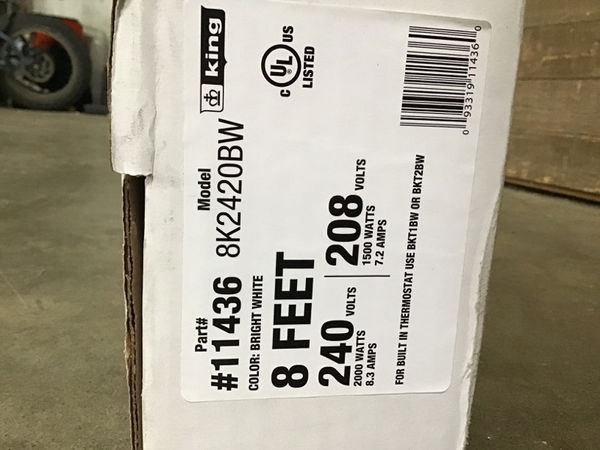 king
c UL US
LISTED
Part# Model
#11436 8K2420BW
COLOR: BRIGHT WHITE
8 FEET
240 VOLTS 208 VOLTS
2000 WATTS 1500 WATTS
8.3 AMPS 7.2 AMPS
FOR BUILT IN THERMOSTAT USE BKT1BW OR BKT2BW
0 93319 11436 0